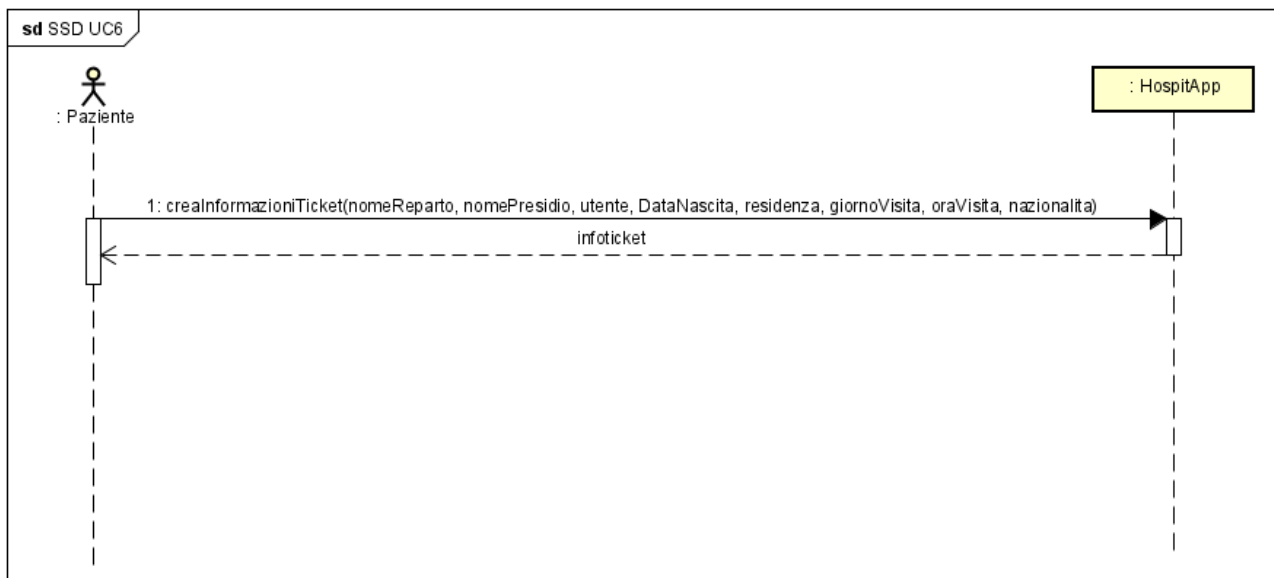 sd SSD UC6
: Paziente
: HospitApp
1: creaInformazioniTicket(nomeReparto, nomePresidio, utente, DataNascita, residenza, giornoVisita, oraVisita, nazionalita)
infoticket